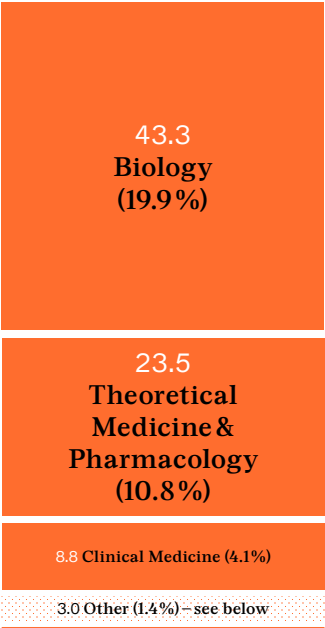 43.3
Biology
(19.9%)
23.5
Theoretical
Medicine &
Pharmacology
(10.8%)
8.8 Clinical Medicine (4.1%)
3.0 Other (1.4%) – see below